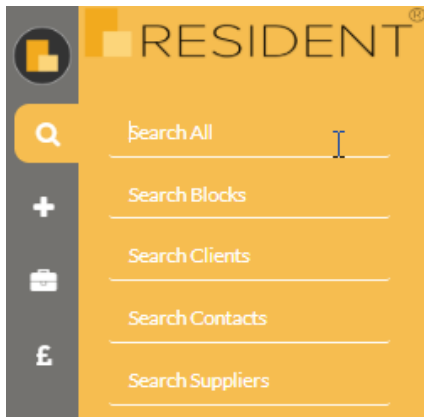 RESIDENT®
Search All
Search Blocks
Search Clients
Search Contacts
£
Search Suppliers